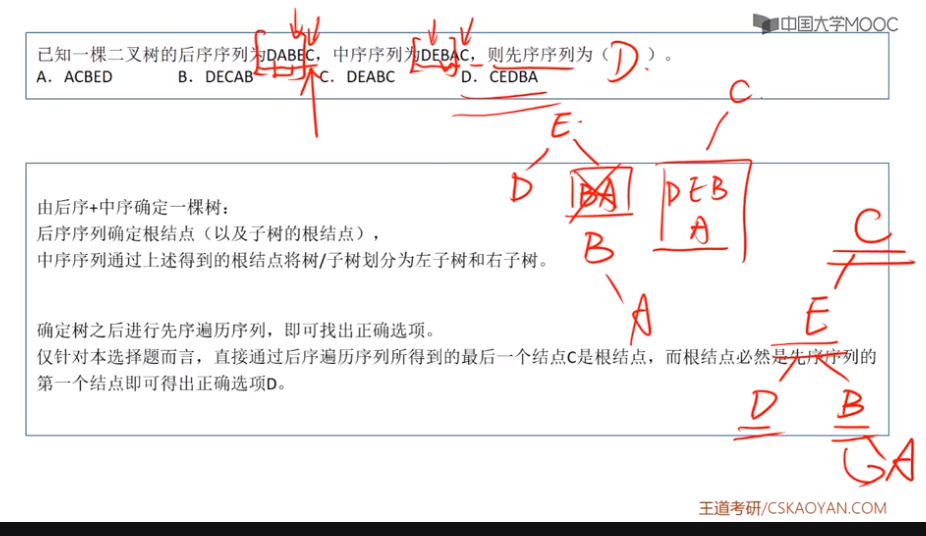 中国大学MOOC
已知一棵二叉树的后序序列为DABEC，中序序列为DEBAC，则先序序列为（ D ）。
A．ACBED B．DECAB C．DEABC D．CEDBA
C
E
D BA DEB
A
B
A
由后序+中序确定一棵树：
后序序列确定根结点（以及子树的根结点），
中序序列通过上述得到的根结点将树/子树划分为左子树和右子树。
C
E
确定树之后进行先序遍历序列，即可找出正确选项。
仅针对本选择题而言，直接通过后序遍历序列所得到的最后一个结点C是根结点，而根结点必然是先序序列的
第一个结点即可得出正确选项D。
D B
A
王道考研/CSKAOYAN.COM